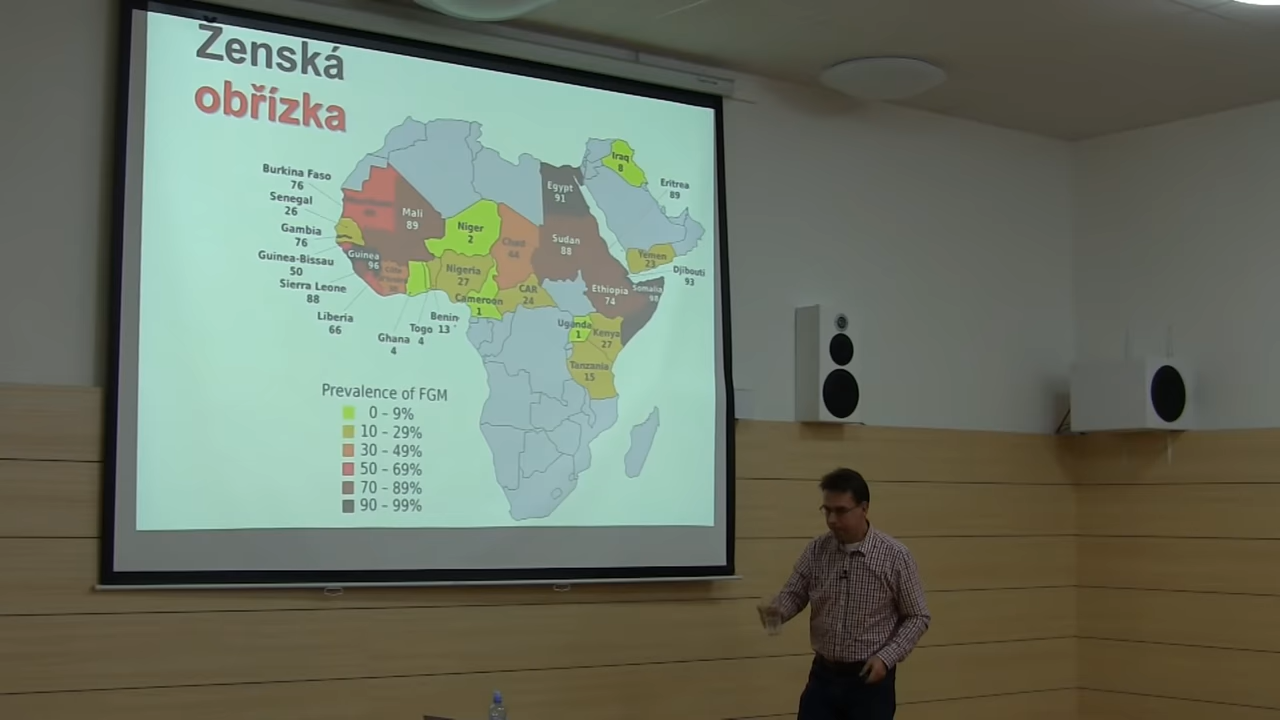 Ženská
obřízka
Burkina Faso
76
Senegal
26
Gambia
76
Guinea-Bissau
50
Sierra Leone
88
Liberia
66
Ghana
4
Togo
4
Benin
13
Mali
89
Guinea
96
Niger
2
Nigeria
27
Cameroon
1
Chad
44
CAR
24
Egypt
91
Sudan
88
Ethiopia
74
Eritrea
89
Djibouti
93
Somalia
98
Iraq
8
Yemen
23
Uganda
1
Kenya
27
Tanzania
15
Prevalence of FGM
0 – 9%
10 – 29%
30 – 49%
50 – 69%
70 – 89%
90 – 99%